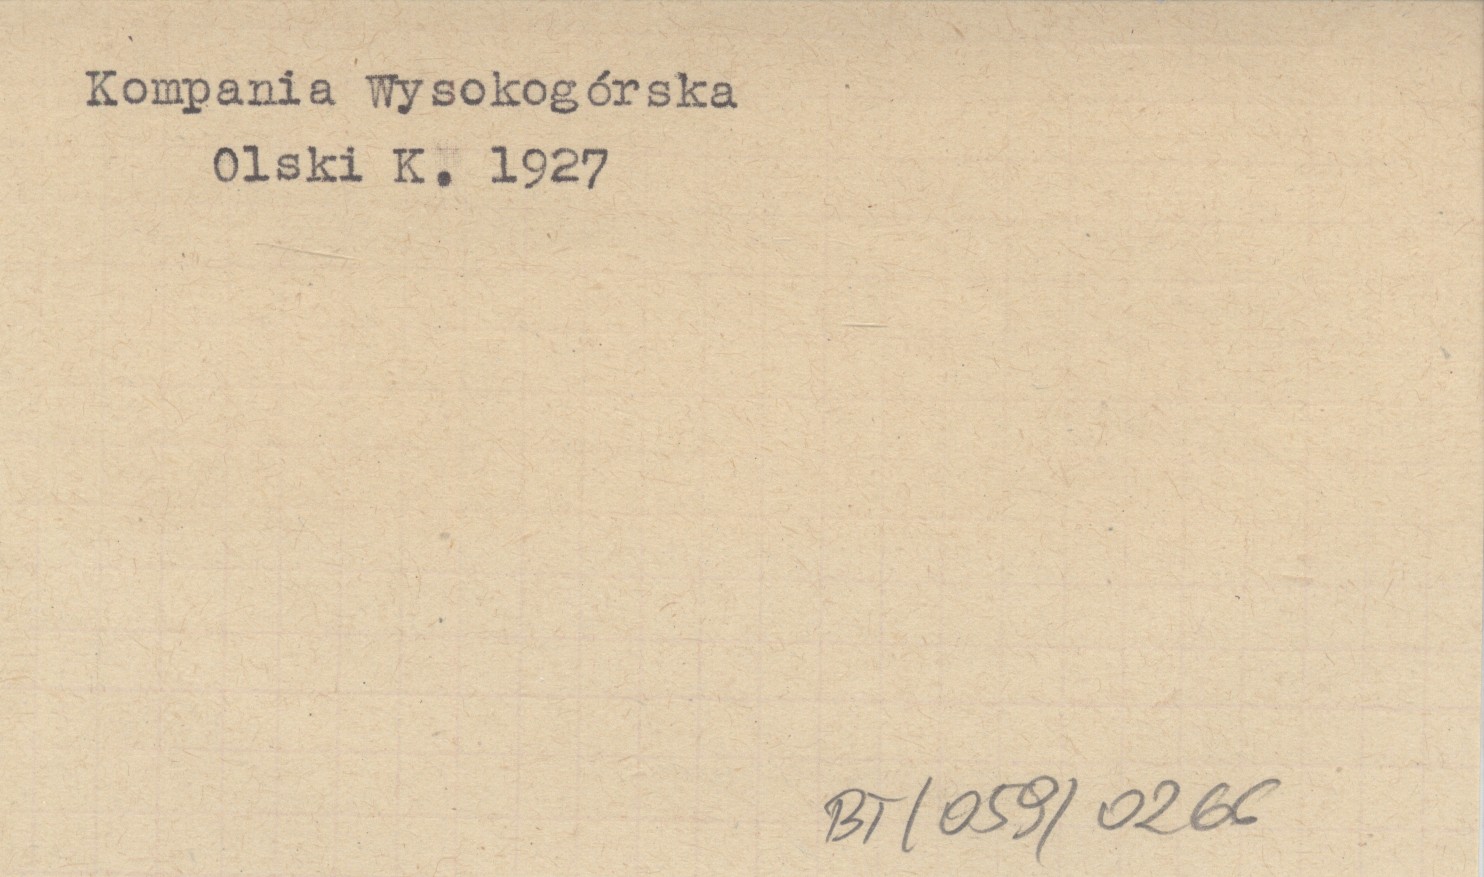 Kompania Wysokogórska
Olski K. 1927
BT/059/0266